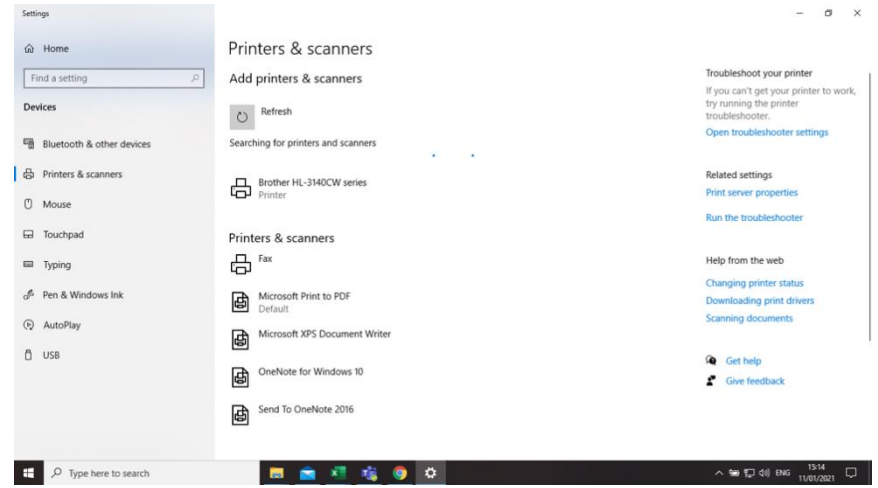 Settings
Home
Find a setting
Devices
Bluetooth & other devices
Printers & scanners
Mouse
Touchpad
Typing
Pen & Windows Ink
AutoPlay
USB
Printers & scanners
Add printers & scanners
Refresh
Searching for printers and scanners
Brother HL-3140CW series
Printer
Printers & scanners
Fax
Microsoft Print to PDF
Default
Microsoft XPS Document Writer
OneNote for Windows 10
Send To OneNote 2016
Troubleshoot your printer
If you can't get your printer to work,
try running the printer
troubleshooter.
Open troubleshooter settings
Related settings
Print server properties
Run the troubleshooter
Help from the web
Changing printer status
Downloading print drivers
Scanning documents
Get help
Give feedback
Type here to search
ENG
15:14
11/01/2021